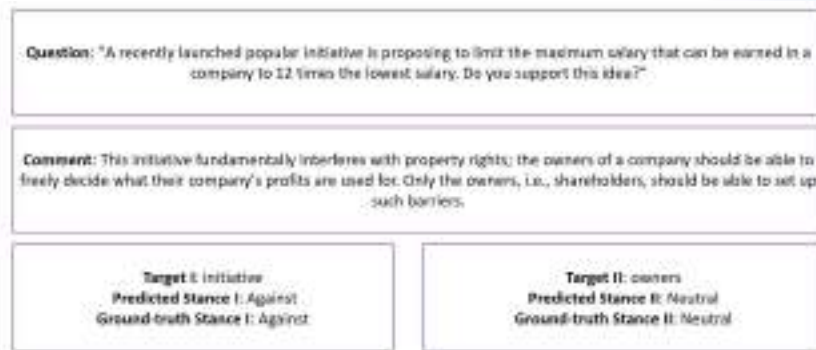 Question: "A recently launched popular initiative is proposing to limit the maximum salary that can be earned in a
company to 12 times the lowest salary. Do you support this idea?"
Comment: This initiative fundamentally interferes with property rights; the owners of a company should be able to
freely decide what their company's profits are used for. Only the owners, i.e., shareholders, should be able to set up
such barriers.
Target I: initiative
Predicted Stance I: Against
Ground-truth Stance I: Against
Target II: owners
Predicted Stance II: Neutral
Ground-truth Stance II: Neutral